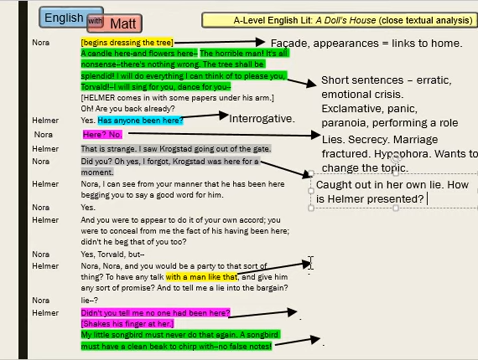 English with Matt
A-Level English Lit: A Doll's House (close textual analysis)
Nora [begins dressing the tree]
A candle here-and flowers here– The horrible man! It's all
nonsense–there's nothing wrong. The tree shall be
splendid! I will do everything I can think of to please you,
Torvald!–I will sing for you, dance for you–
[HELMER comes in with some papers under his arm.]
Oh! Are you back already?
Helmer Yes. Has anyone been here?
Nora Here? No.
Helmer That is strange. I saw Krogstad going out of the gate.
Nora Did you? Oh yes, I forgot, Krogstad was here for a
moment.
Helmer Nora, I can see from your manner that he has been here
begging you to say a good word for him.
Nora Yes.
Helmer And you were to appear to do it of your own accord; you
were to conceal from me the fact of his having been here;
didn't he beg that of you too?
Nora Yes, Torvald, but–
Helmer Nora, Nora, and you would be a party to that sort of
thing? To have any talk with a man like that, and give him
any sort of promise? And to tell me a lie into the bargain?
Nora lie–?
Helmer Didn't you tell me no one had been here?
[Shakes his finger at her.]
My little songbird must never do that again. A songbird
must have a clean beak to chirp with–no false notes!
Façade, appearances = links to home.
Short sentences – erratic,
emotional crisis.
Exclamative, panic,
paranoia, performing a role
Interrogative.
Lies. Secrecy. Marriage
fractured. Hypophora. Wants to
change the topic.
Caught out in her own lie. How
is Helmer presented?
.
.